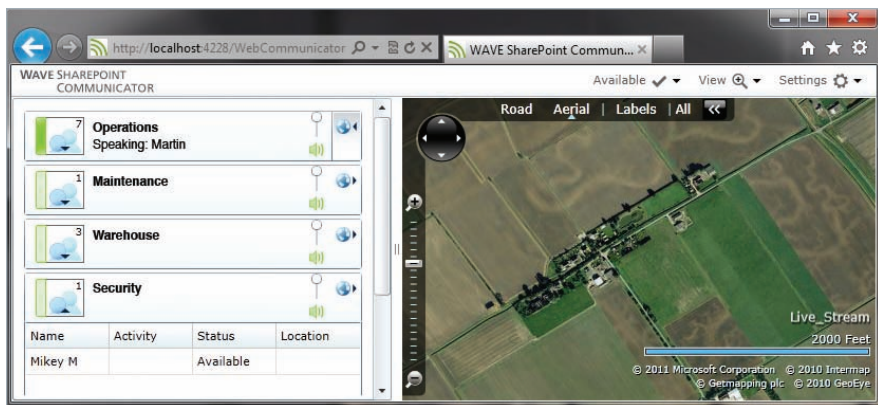 http://localhost:4228/WebCommunicator
WAVE SharePoint Commun...
WAVE SHAREPOINT
COMMUNICATOR
Available
View
Settings
7
Operations
Speaking: Martin
1
Maintenance
3
Warehouse
1
Security
Name Activity Status Location
Mikey M Available
Road Aerial | Labels | All
Live_Stream
2000 Feet
© 2011 Microsoft Corporation © 2010 Intermap
© Getmapping plc © 2010 GeoEye